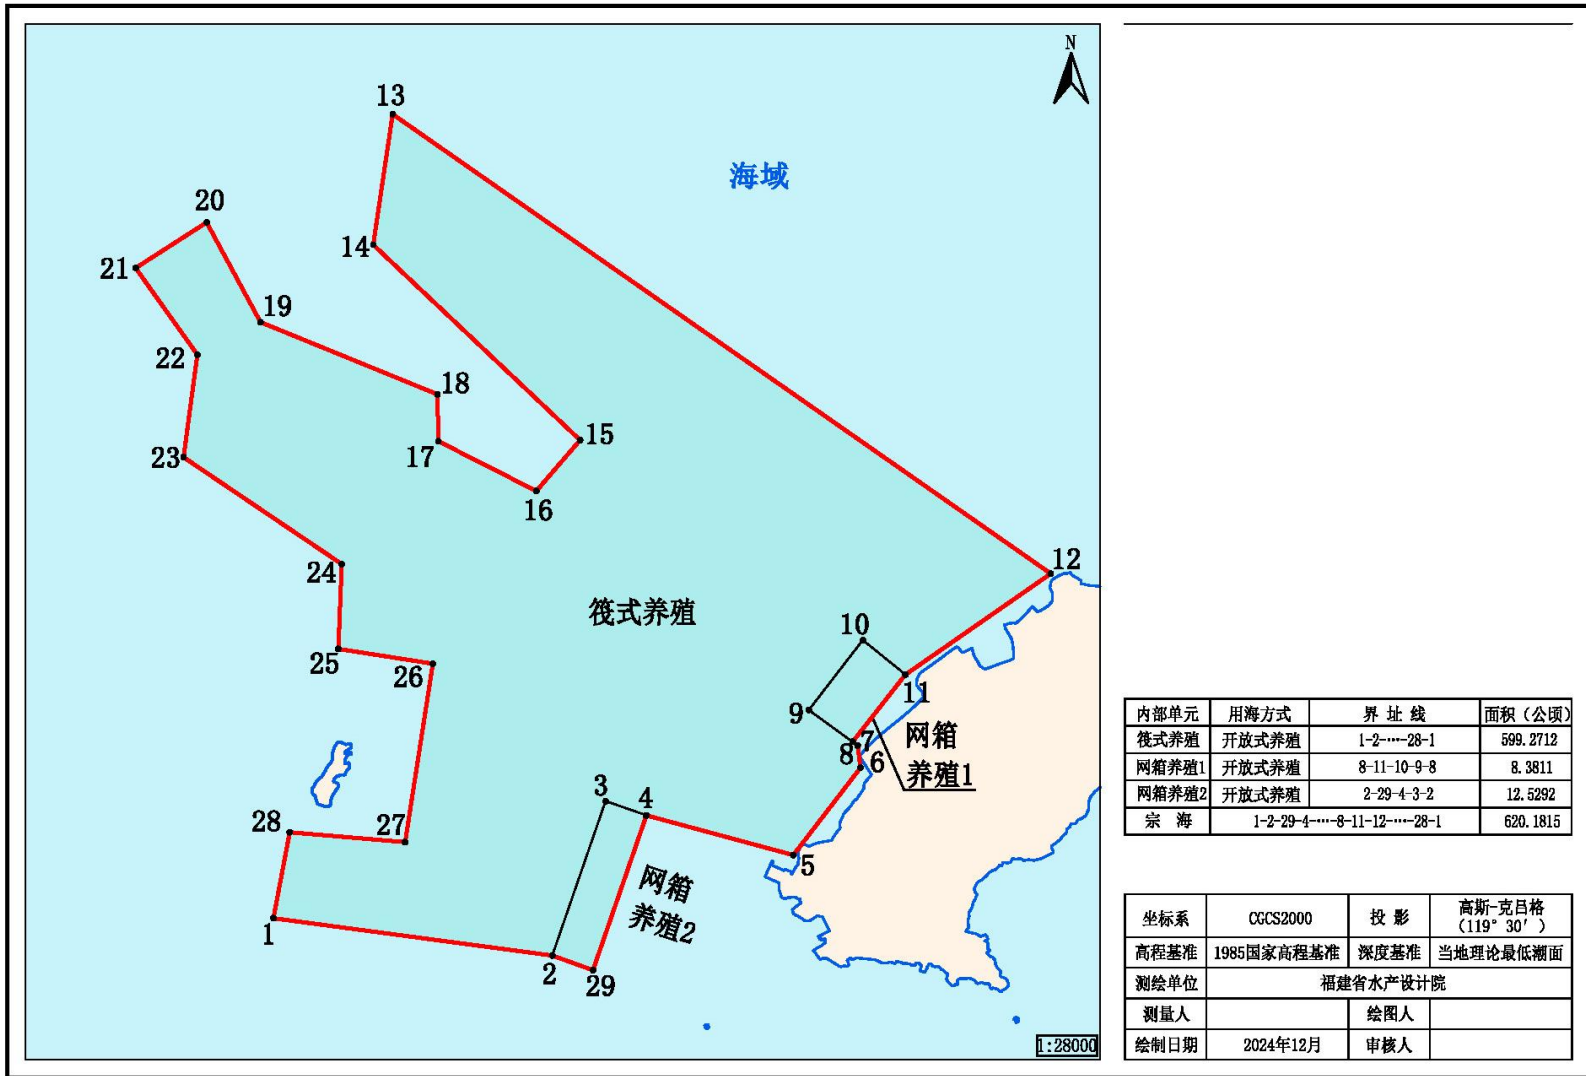 N
13
海域
20
14
21
19
22
18
15
17
23
16
12
24
筏式养殖
10
25
26
11
9
7
网箱
8
6
养殖1
3
4
28
27
5
网箱
养殖2
1
2
29
1:28000
内部单元 用海方式 界 址 线 面积（公顷）
筏式养殖 开放式养殖 1-2-…-28-1 599.2712
网箱养殖1 开放式养殖 8-11-10-9-8 8.3811
网箱养殖2 开放式养殖 2-29-4-3-2 12.5292
宗 海 1-2-29-4-…-8-11-12-…-28-1 620.1815
坐标系 CGCS2000 投 影 高斯-克吕格
（119° 30′ ）
高程基准 1985国家高程基准 深度基准 当地理论最低潮面
测绘单位 福建省水产设计院
测量人 绘图人
绘制日期 2024年12月 审核人